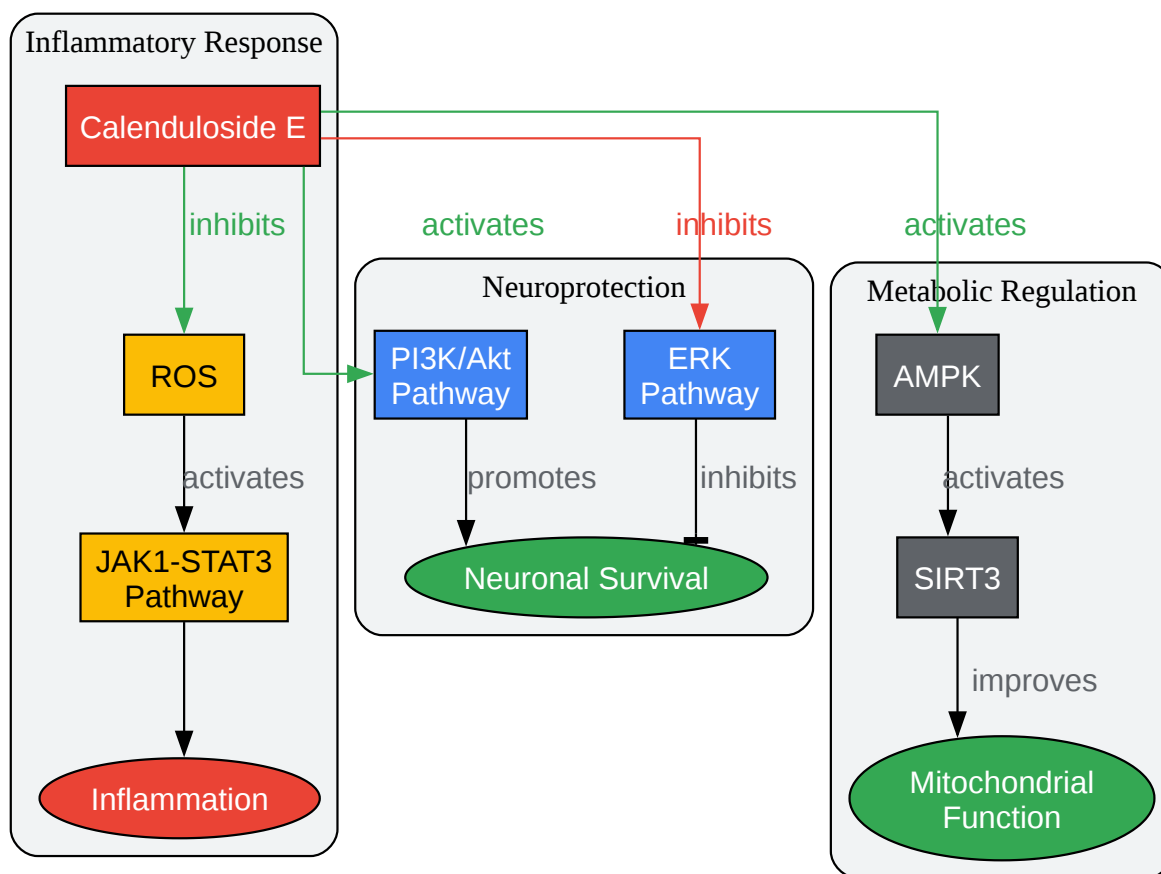 Inflammatory Response
Calenduloside E
inhibits
activates
inhibits
activates
Neuroprotection
Metabolic Regulation
ROS
PI3K/Akt
Pathway
ERK
Pathway
AMPK
activates
promotes
inhibits
activates
JAK1-STAT3
Pathway
Neuronal Survival
SIRT3
improves
Inflammation
Mitochondrial
Function